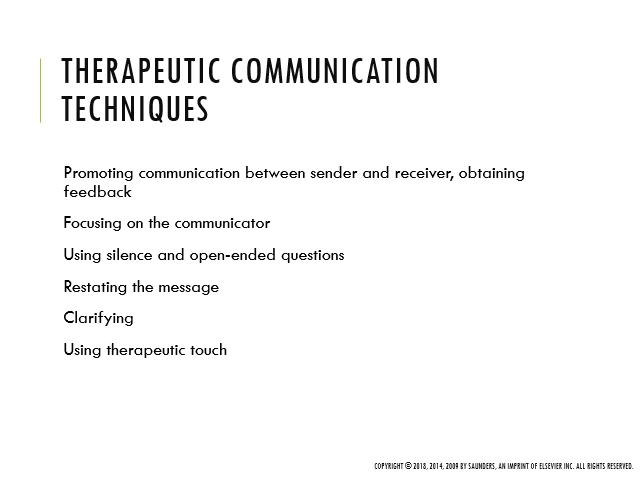 THERAPEUTIC COMMUNICATION
TECHNIQUES
Promoting communication between sender and receiver, obtaining
feedback
Focusing on the communicator
Using silence and open-ended questions
Restating the message
Clarifying
Using therapeutic touch
COPYRIGHT © 2018, 2014, 2009 BY SAUNDERS, AN IMPRINT OF ELSEVIER INC. ALL RIGHTS RESERVED.